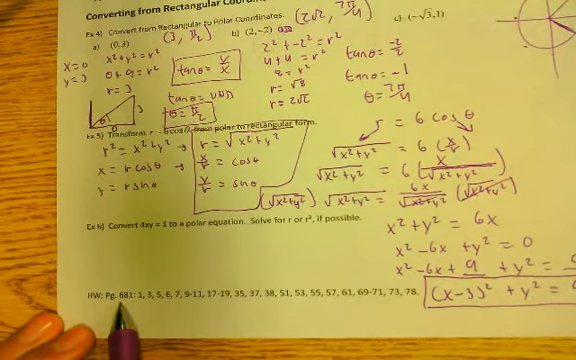 Converting from Rectangular Coordin
Ex 4) Convert from Rectangular to Polar Coordinates. (2√2, 7π/4)
a) (0,3) (3, π/2) b) (2,−2) c) (−√3,1)
x=0 x²+y²=r² 2²+−2²=r² tanθ = −2/2
y=3 0+9=r² tanθ = y/x 4+4=r² tanθ = −1
r=3 8=r² θ = 7π/4
tanθ = UND r=√8
θ = π/2 r=2√2
3
θ
0
Ex 5) Transform r = 6cosθ from polar to rectangular form.
r²=x²+y² → r=√x²+y²
x = r cosθ → x/r = cosθ
y = r sinθ y/r = sinθ
r = 6 cosθ
√x²+y² = 6(x/r)
√x²+y² = 6(x/√x²+y²)
(√x²+y²) √x²+y² = 6x/√x²+y² (√x²+y²)
x²+y² = 6x
x²−6x +y² = 0
x²−6x+9 +y² =
(x−3)² + y² =
Ex 6) Convert 4xy = 1 to a polar equation. Solve for r or r², if possible.
HW: Pg. 681: 1, 3, 5, 6, 7, 9-11, 17-19, 35, 37, 38, 51, 53, 55, 57, 61, 69-71, 73, 78.